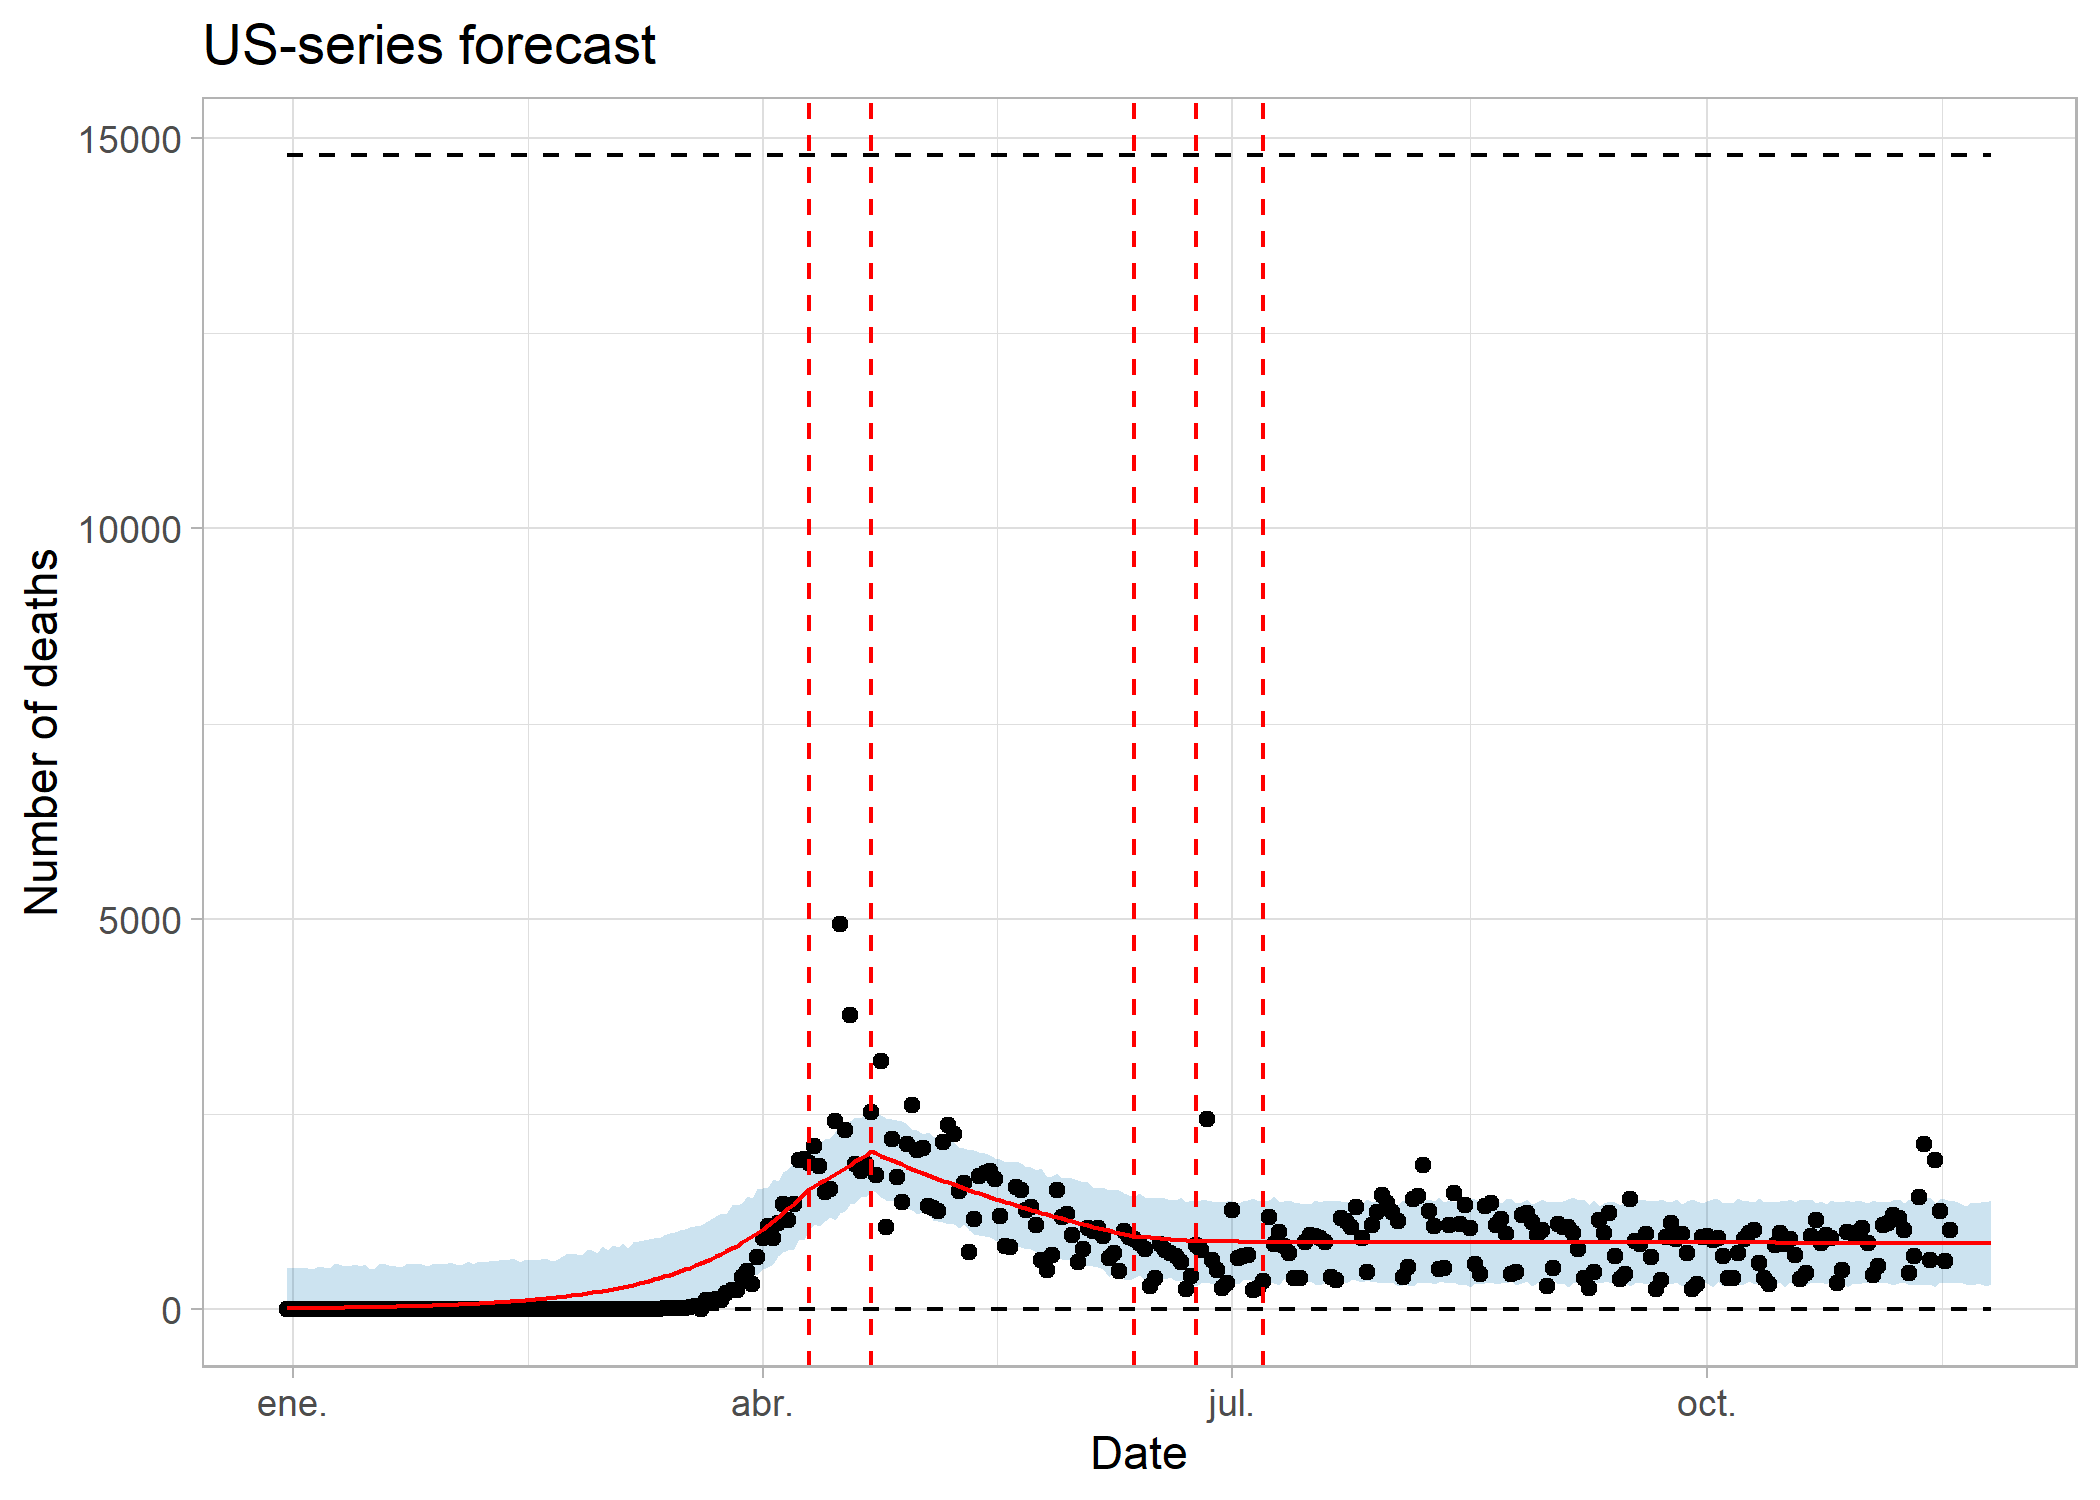 US-series forecast
15000
10000
5000
0
Number of deaths
ene.
abr.
jul.
oct.
Date